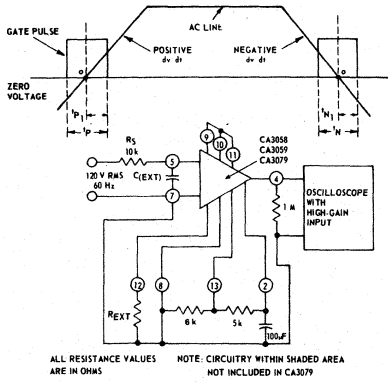 AC LINE
GATE PULSE
POSITIVE
dv dt
NEGATIVE
dv dt
ZERO
VOLTAGE
o
o
tP1
tP
tN1
tN
RS
10k
120 V RMS
60 Hz
C(EXT)
5
7
9
10
11
CA3058
CA3059
CA3079
4
1 M
OSCILLOSCOPE
WITH
HIGH-GAIN
INPUT
12
8
13
2
REXT
6 k
5k
100µF
ALL RESISTANCE VALUES
ARE IN OHMS
NOTE: CIRCUITRY WITHIN SHADED AREA
NOT INCLUDED IN CA3079